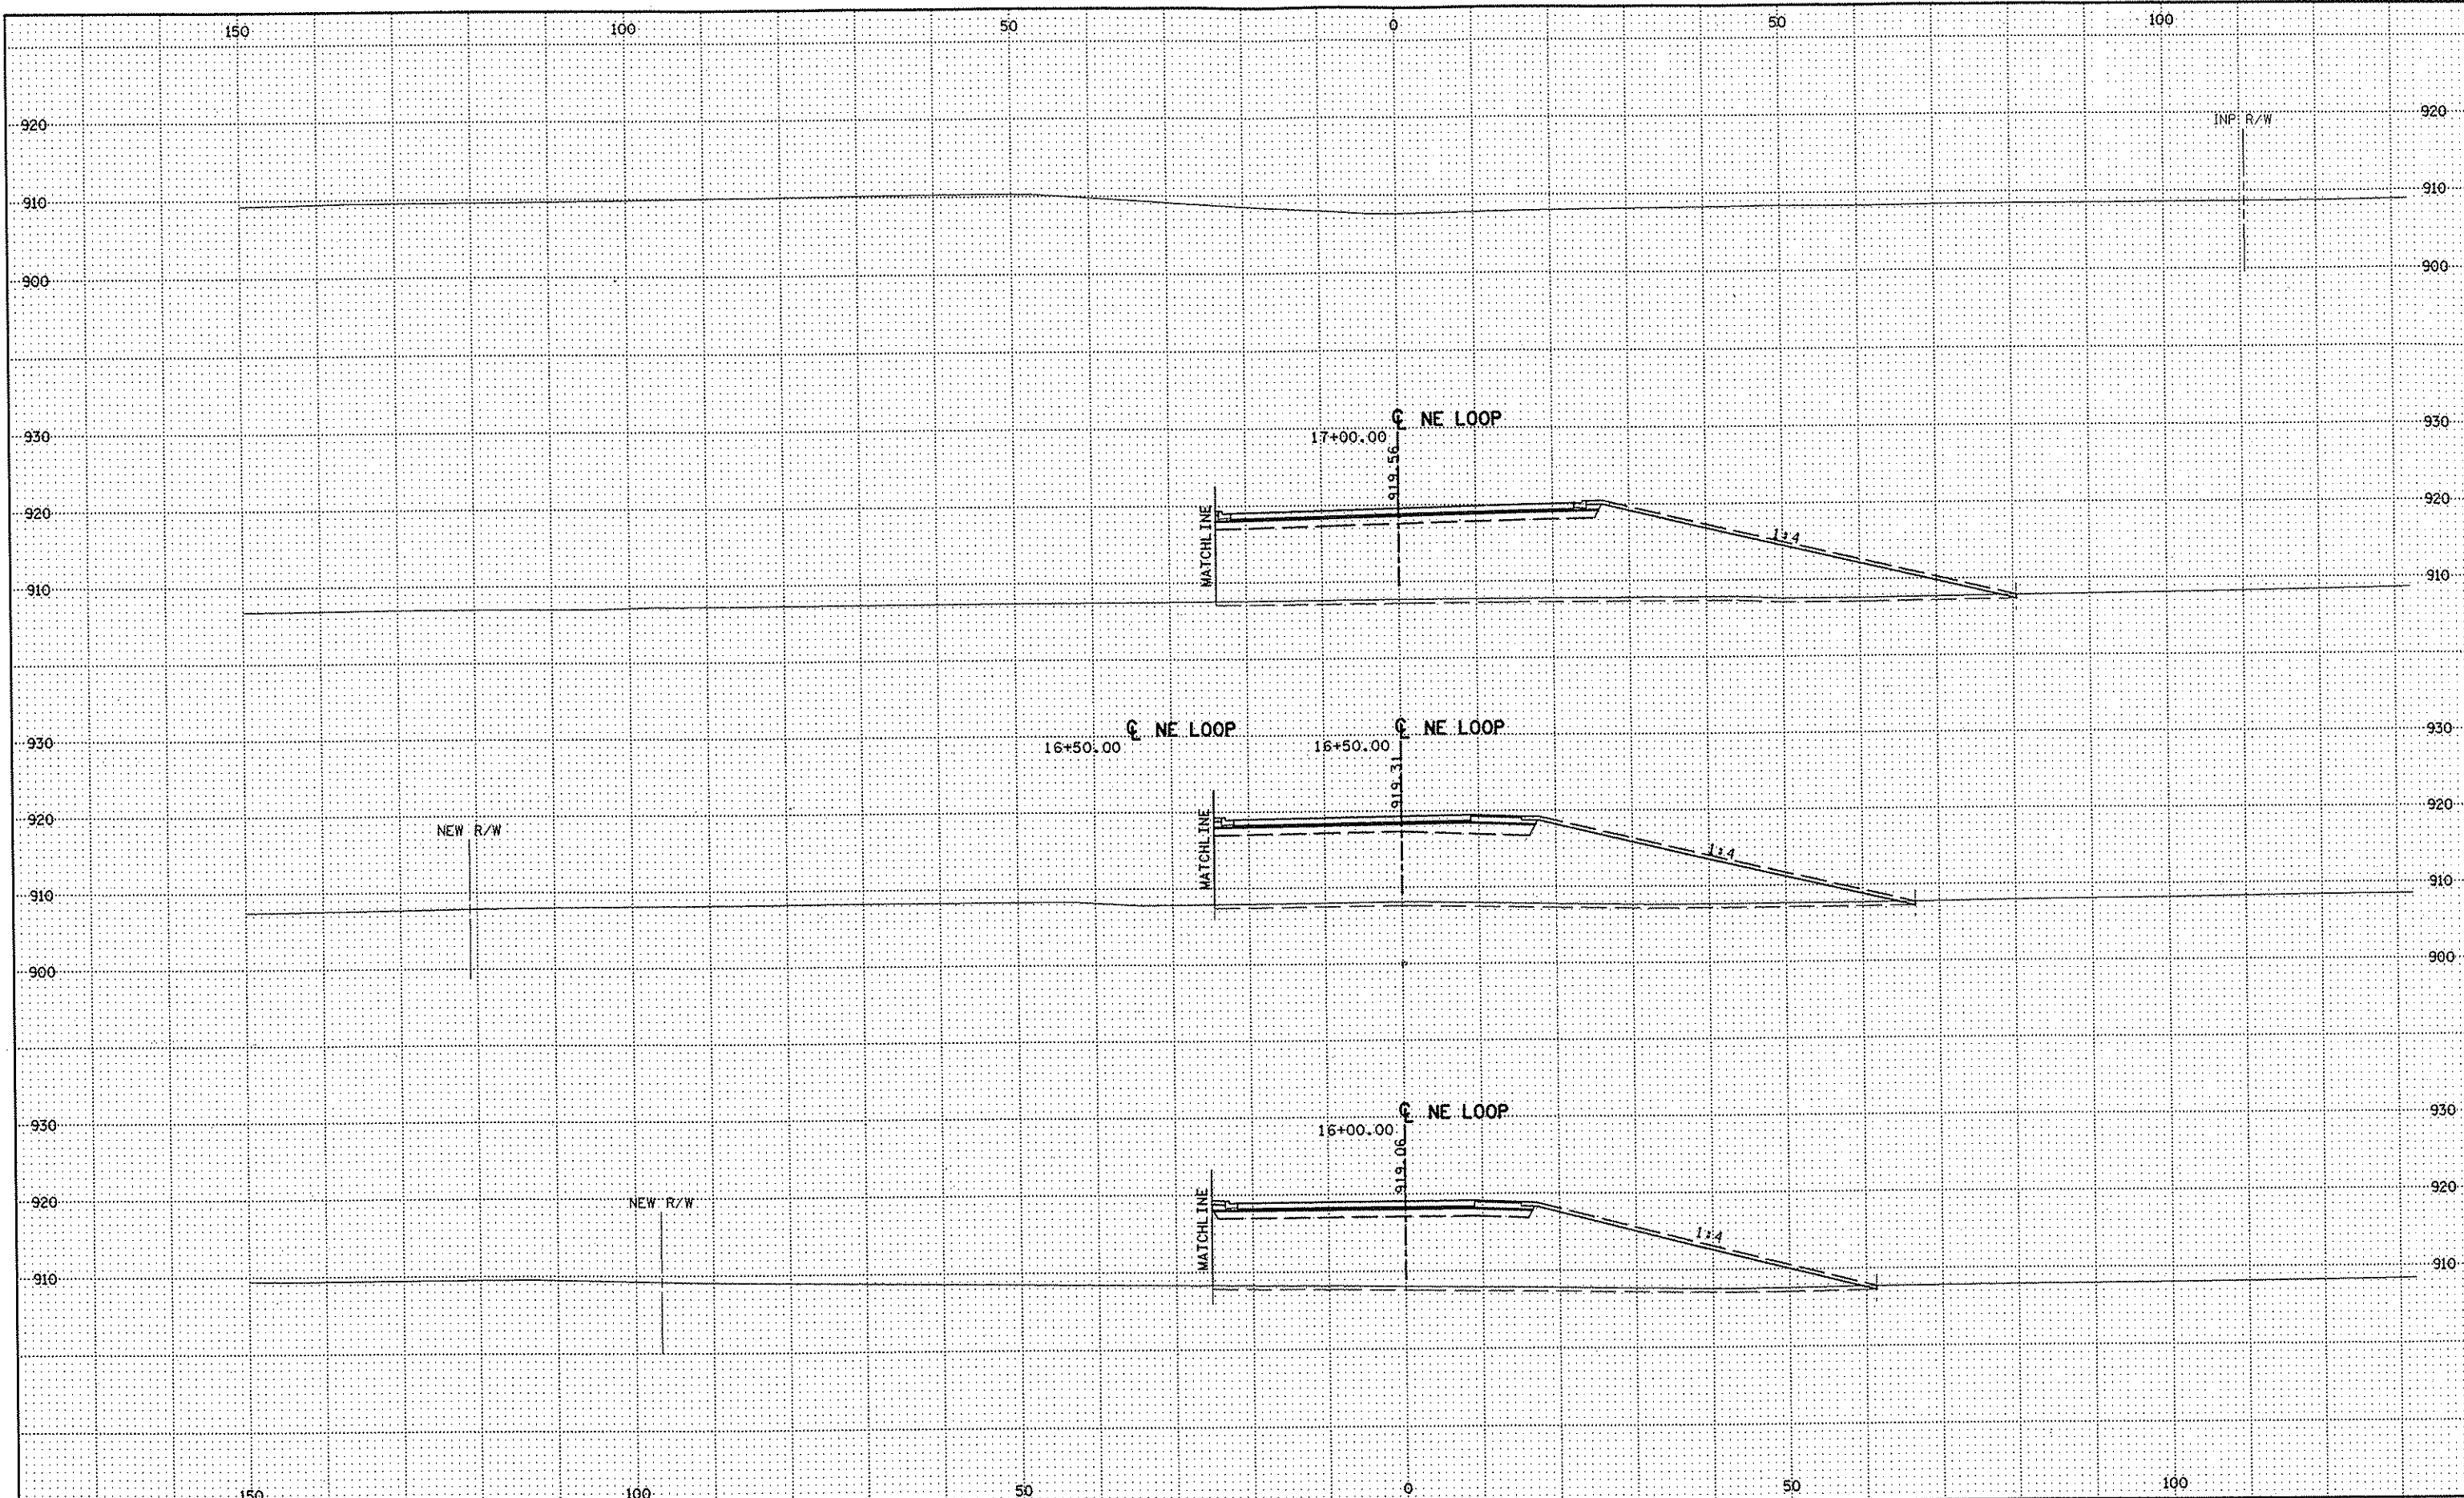 150 100 50 0 50 100
920 920
INP R/W
910 910
900 900
℄ NE LOOP
930 17+00.00 930
919.56
920 920
MATCHLINE
1:4
910 910
℄ NE LOOP ℄ NE LOOP
930 16+50.00 16+50.00 930
919.31
920 920
NEW R/W
MATCHLINE
1:4
910 910
900 900
℄ NE LOOP
930 16+00.00 930
919.06
920 920
NEW R/W
MATCHLINE
1:4
910 910
150 100 50 0 50 100